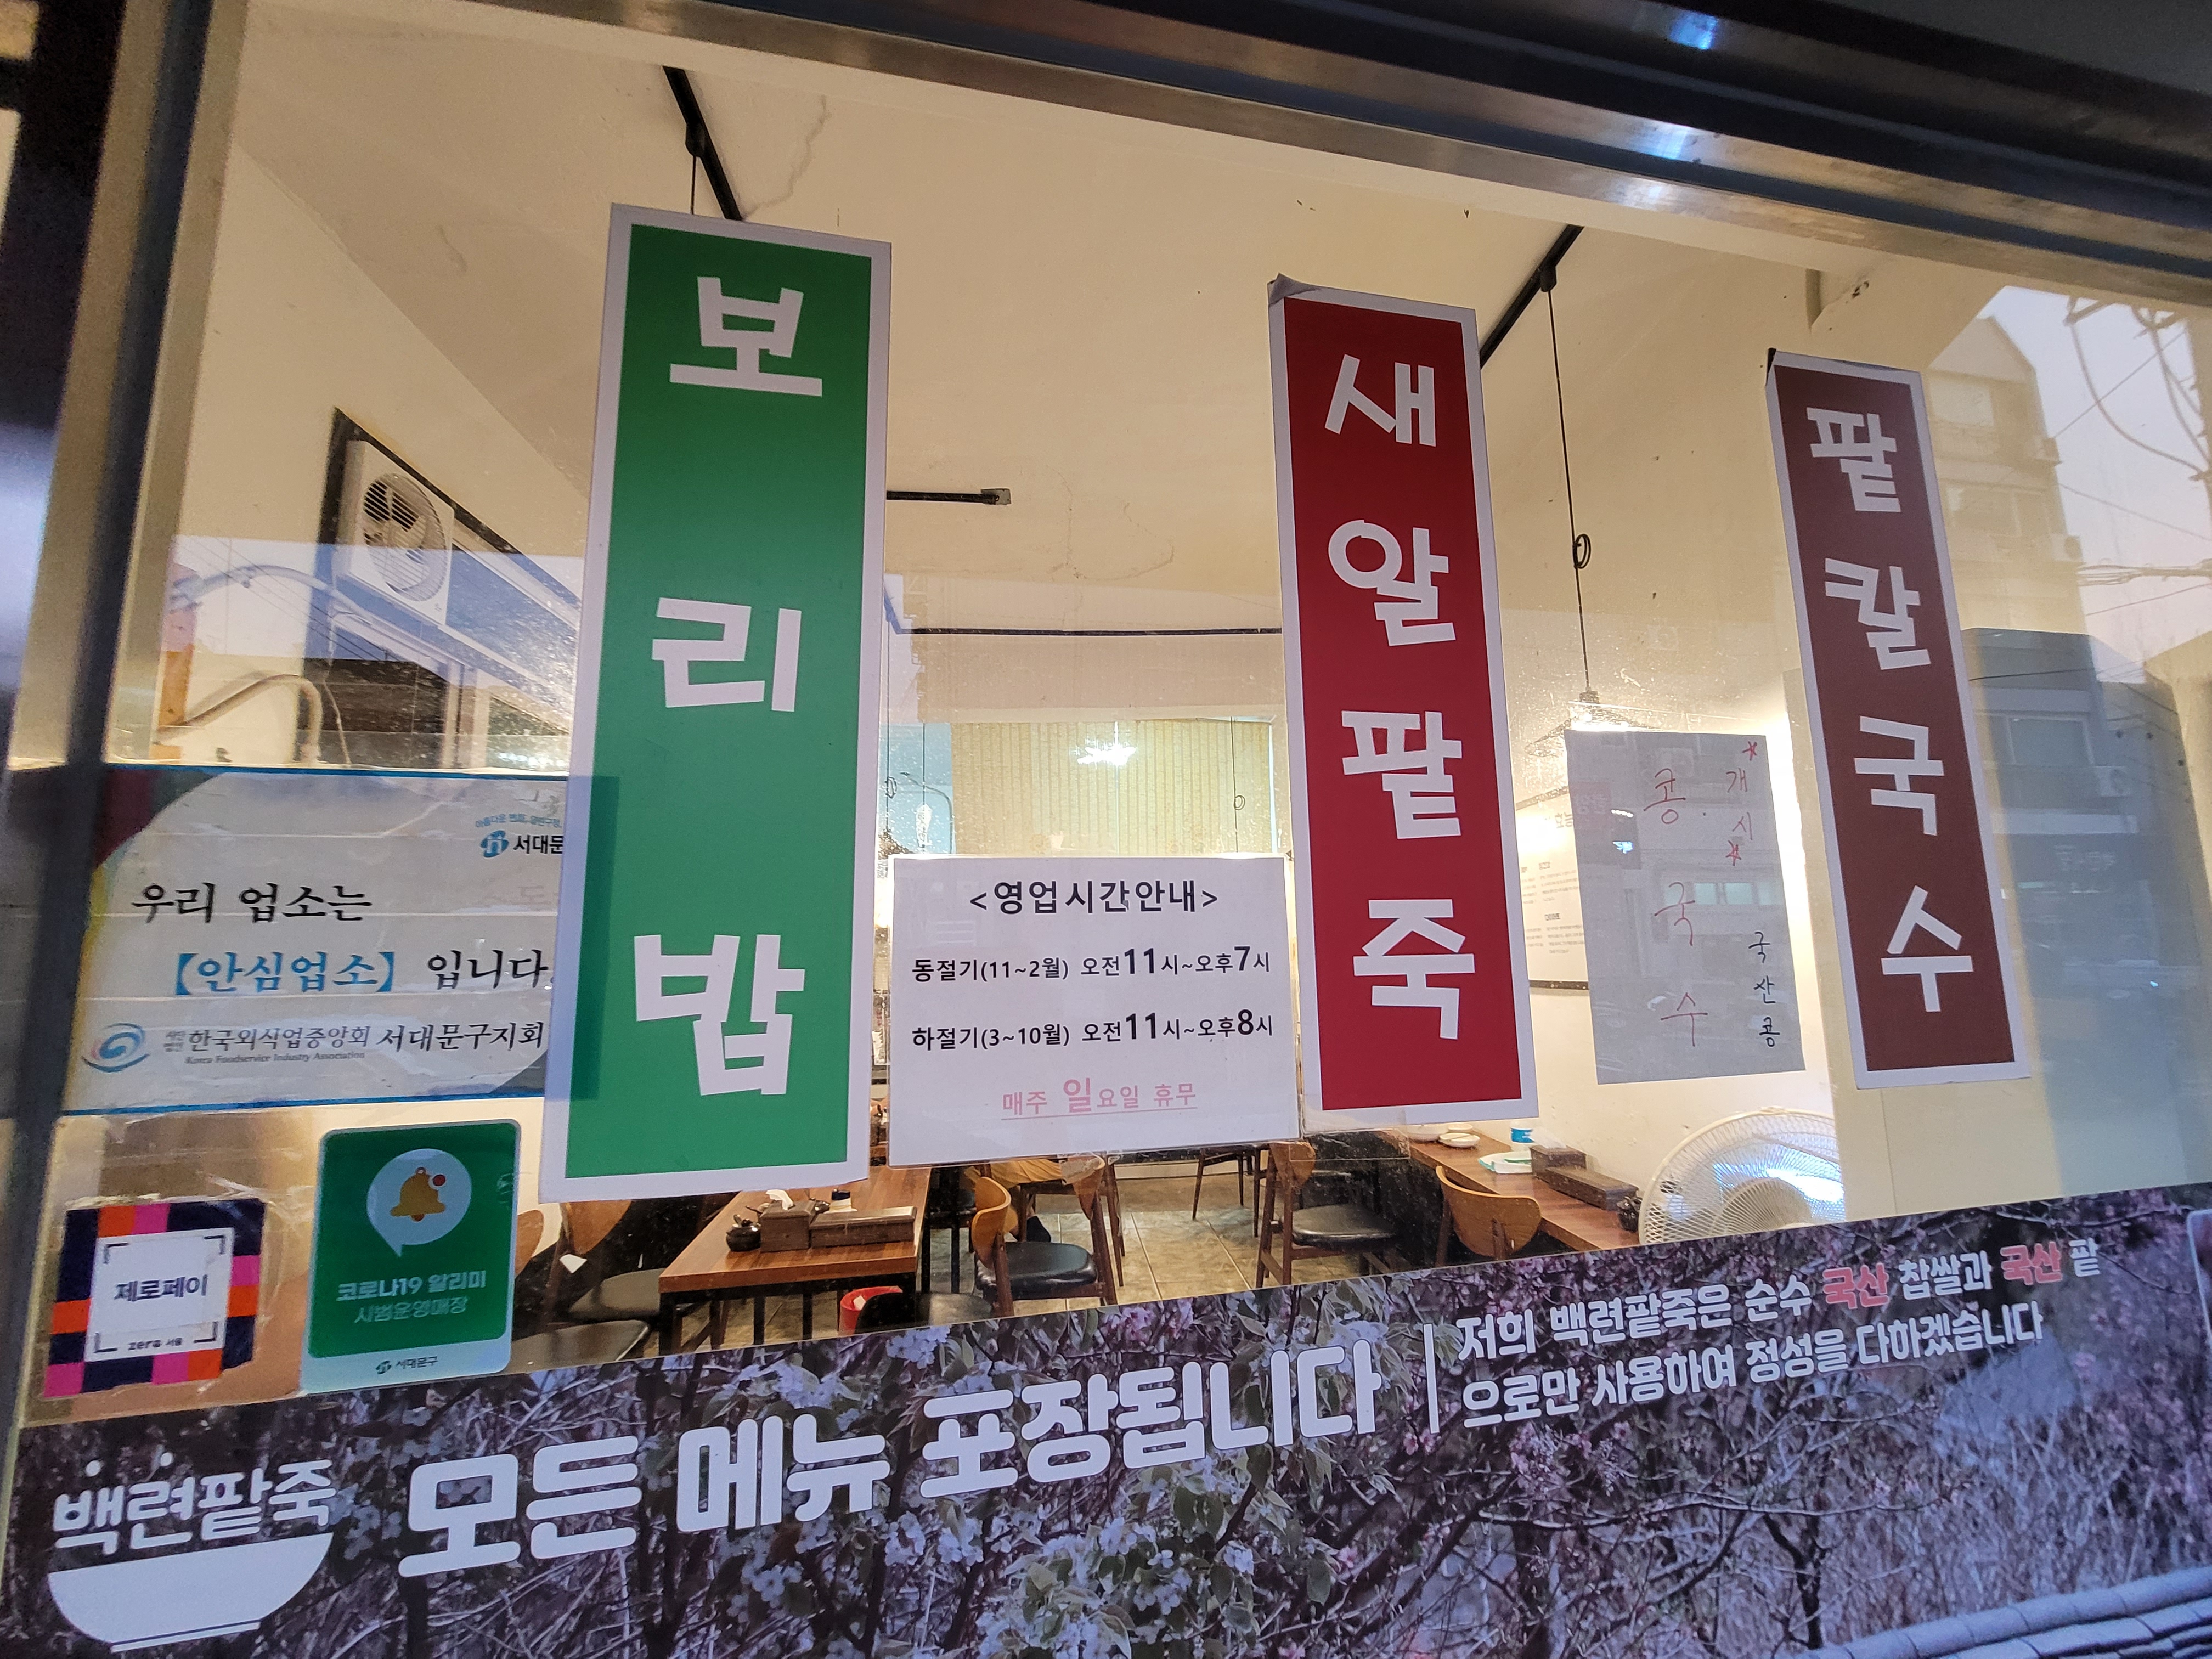 보리밥
새알팥죽
팥칼국수
*개시*
콩국수
국산콩
서대문
우리 업소는
【안심업소】 입니다.
사단법인 한국외식업중앙회 서대문구지회
Korea Foodservice Industry Association
<영업시간안내>
동절기(11~2월) 오전11시~오후7시
하절기(3~10월) 오전11시~오후8시
매주 일요일 휴무
제로페이
zero 서울
코로나19 알리미
시범운영매장
서대문구
백련팥죽
모든 메뉴 포장됩니다
저희 백련팥죽은 순수 국산 찹쌀과 국산 팥
으로만 사용하여 정성을 다하겠습니다